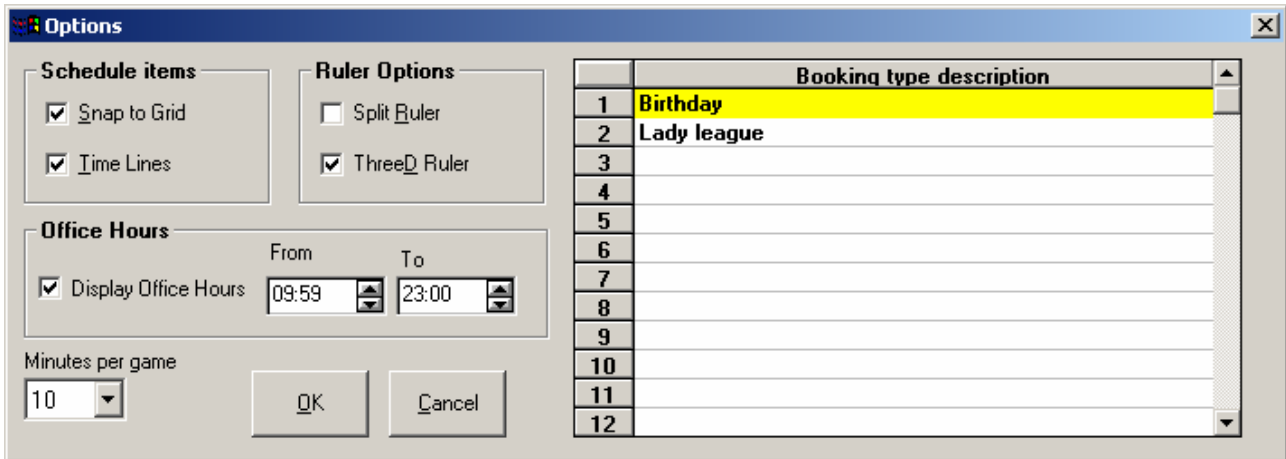 Options
Schedule items
Snap to Grid
Time Lines
Ruler Options
Split Ruler
ThreeD Ruler
Office Hours
Display Office Hours
From
09:59
To
23:00
Minutes per game
10
OK
Cancel
Booking type description
1 Birthday
2 Lady league
3
4
5
6
7
8
9
10
11
12